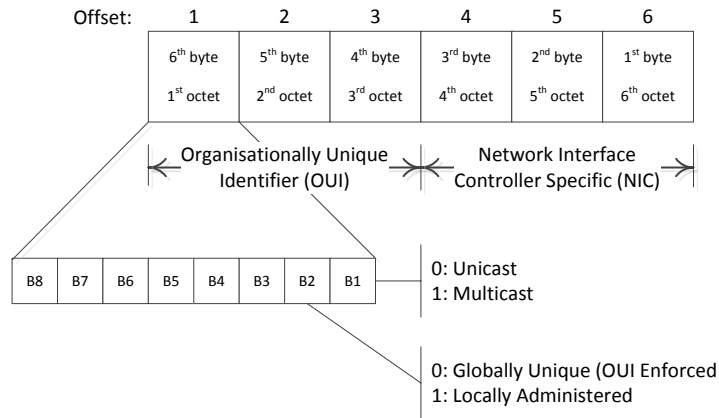 Offset: 1 2 3 4 5 6
6th byte 5th byte 4th byte 3rd byte 2nd byte 1st byte
1st octet 2nd octet 3rd octet 4th octet 5th octet 6th octet
Organisationally Unique
Identifier (OUI)
Network Interface
Controller Specific (NIC)
B8 B7 B6 B5 B4 B3 B2 B1
0: Unicast
1: Multicast
0: Globally Unique (OUI Enforced
1: Locally Administered